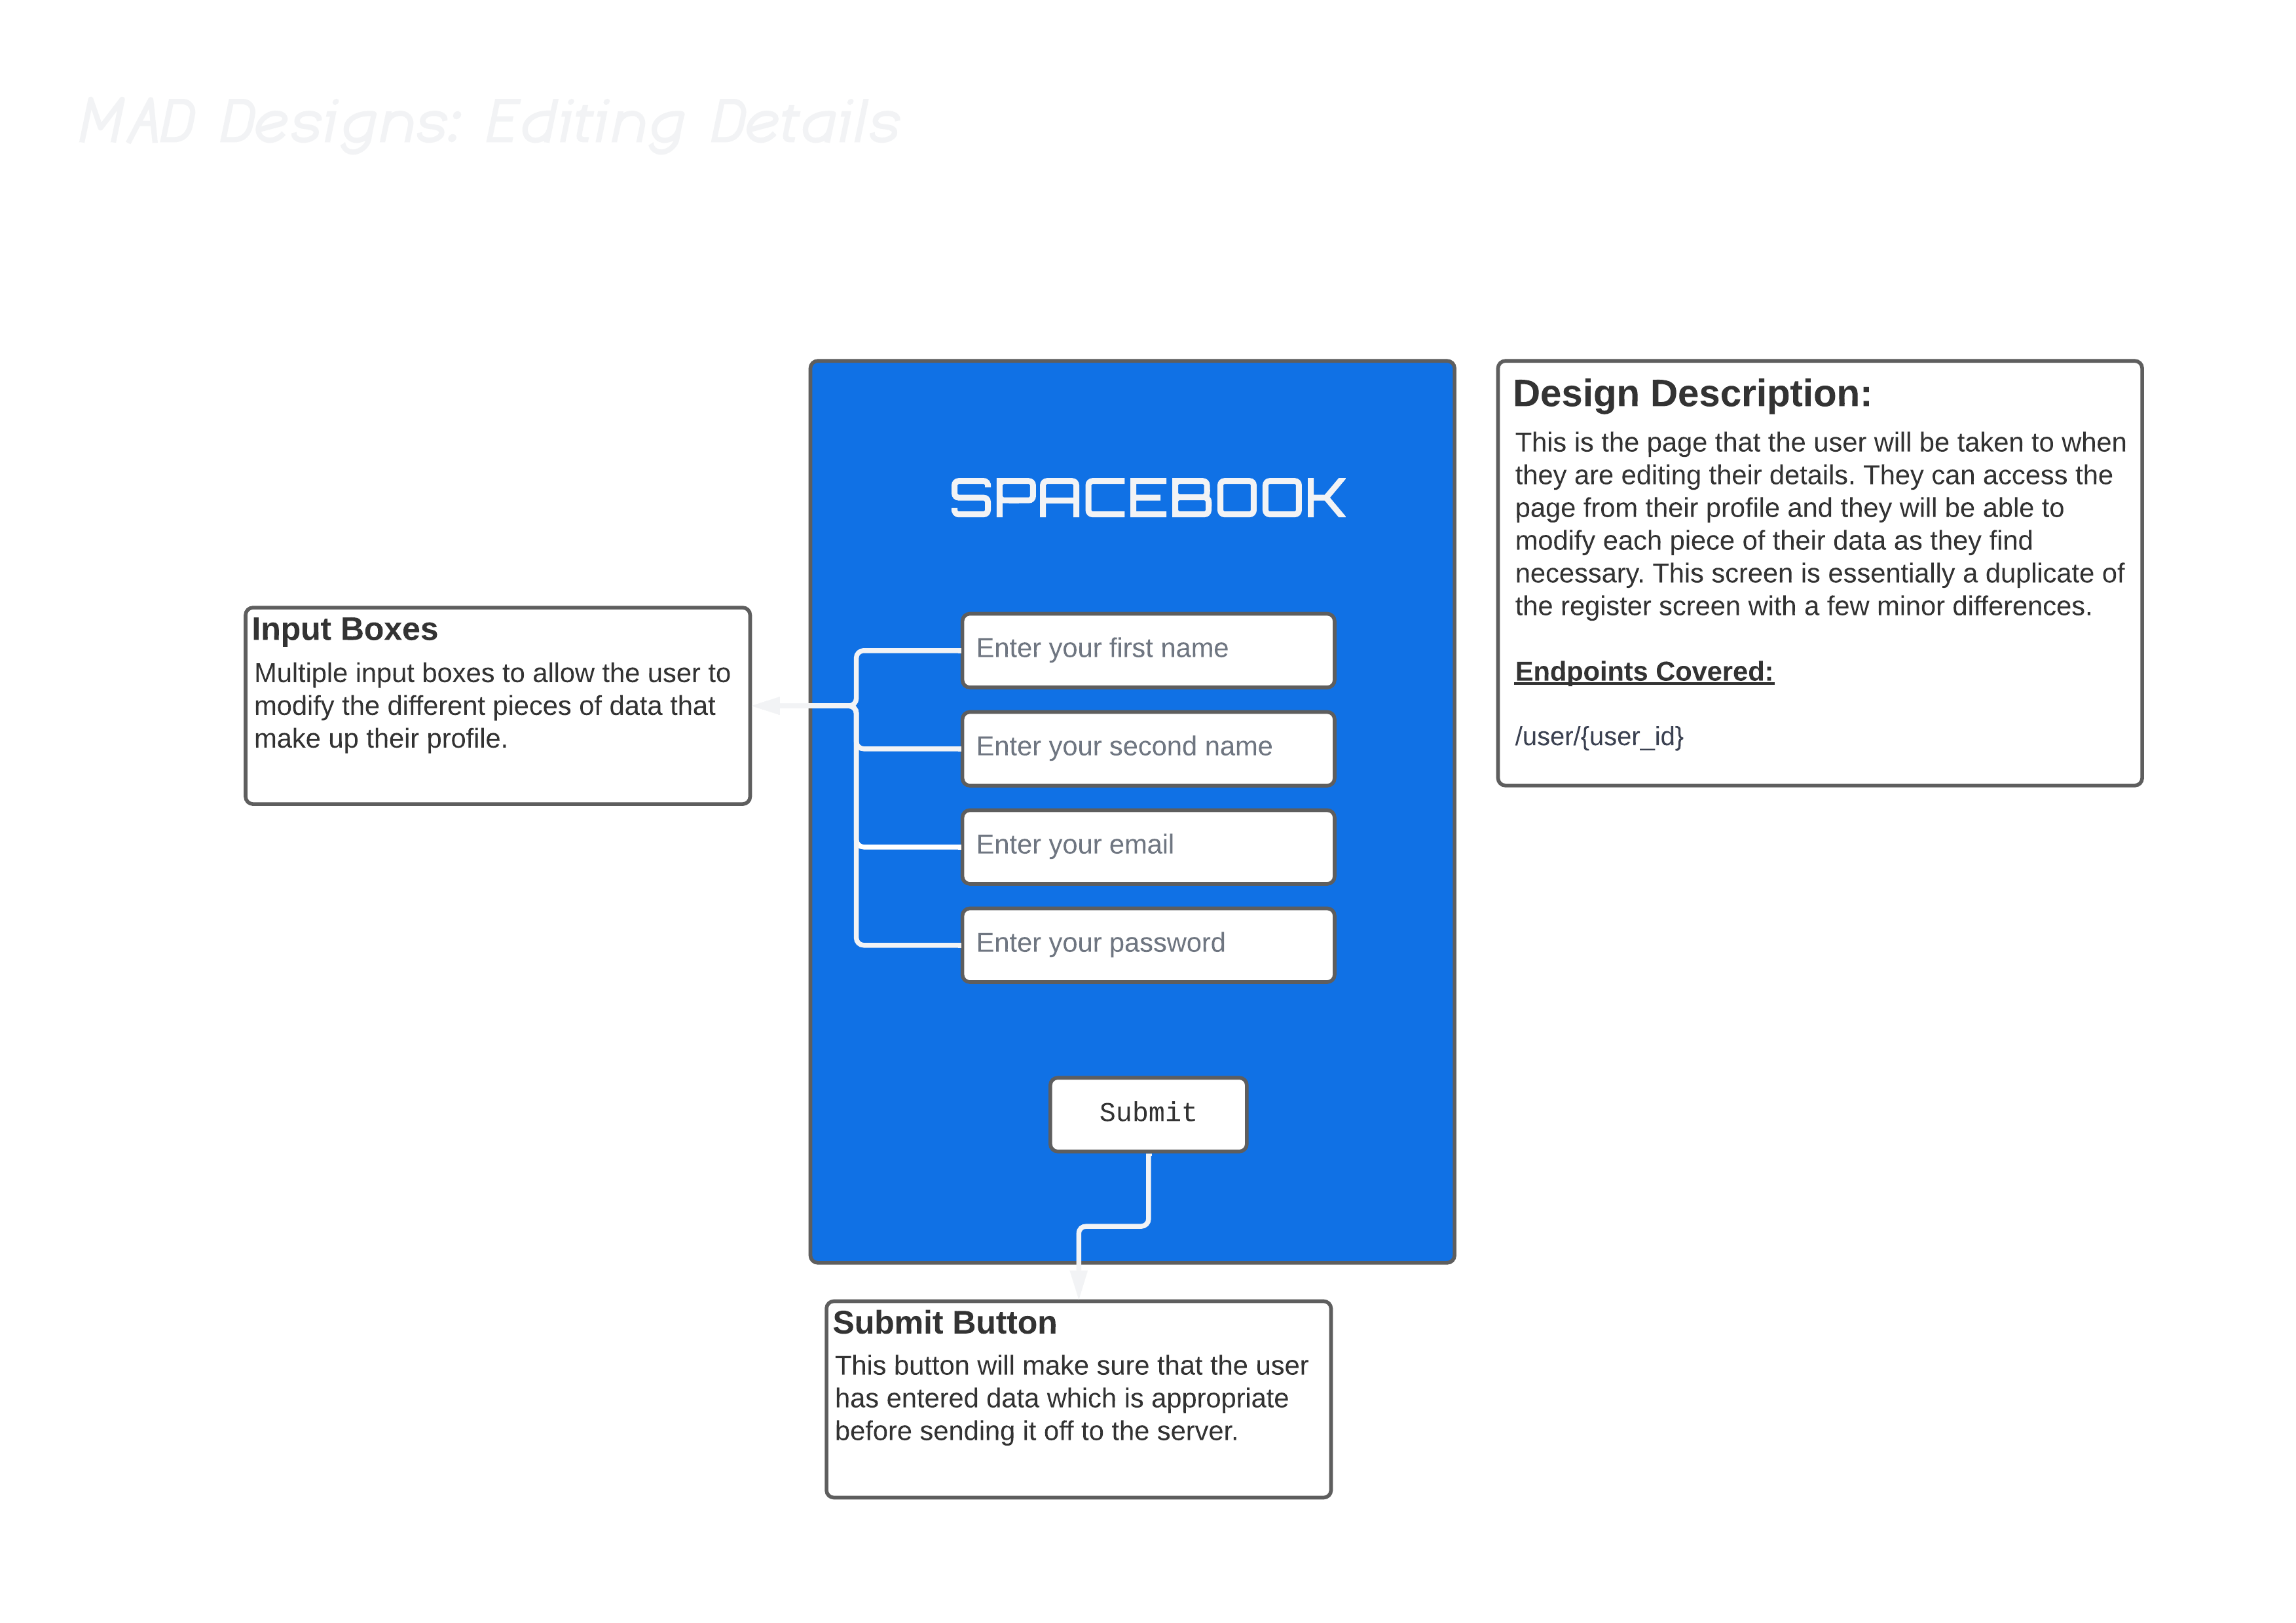 MAD Designs: Editing Details
SPACEBOOK
Design Description:
This is the page that the user will be taken to when
they are editing their details. They can access the
page from their profile and they will be able to
modify each piece of their data as they find
necessary. This screen is essentially a duplicate of
the register screen with a few minor differences.
Endpoints Covered:
/user/{user_id}
Input Boxes
Multiple input boxes to allow the user to
modify the different pieces of data that
make up their profile.
Enter your first name
Enter your second name
Enter your email
Enter your password
Submit
Submit Button
This button will make sure that the user
has entered data which is appropriate
before sending it off to the server.